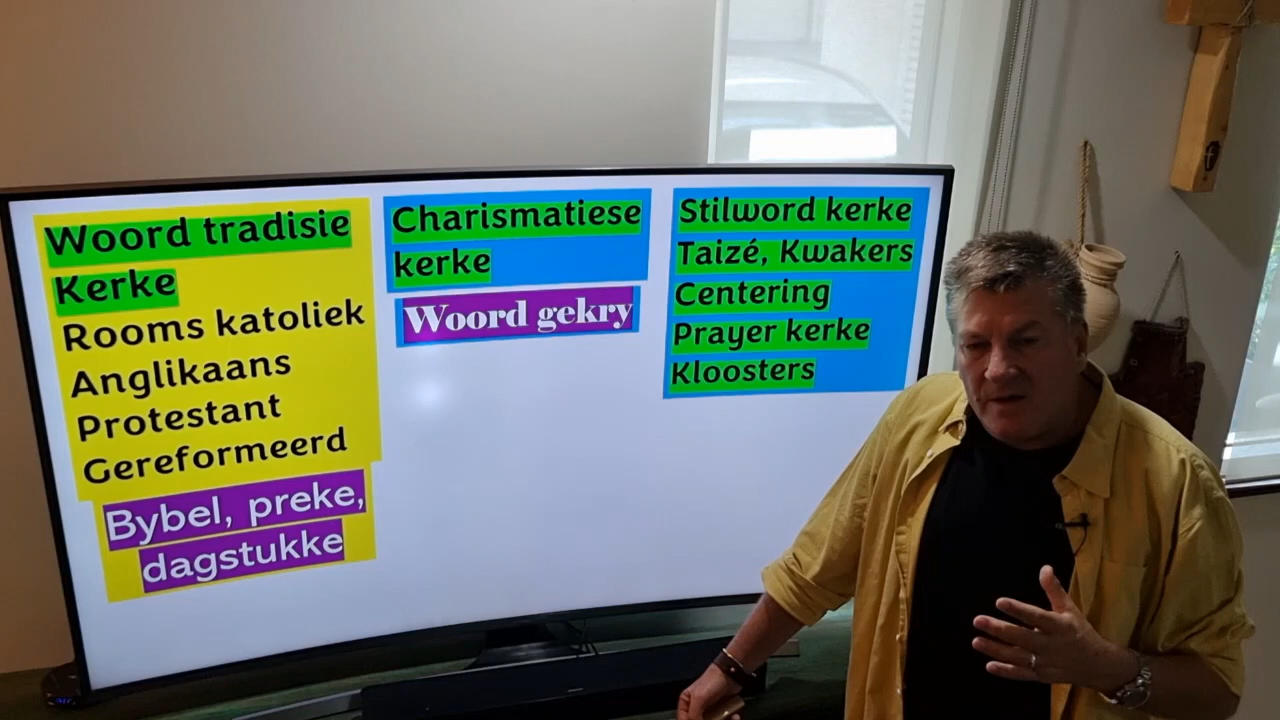 Woord tradisie
Kerke
Rooms katoliek
Anglikaans
Protestant
Gereformeerd
Bybel, preke,
dagstukke
Charismatiese
kerke
Woord gekry
Stilword kerke
Taizé, Kwakers
Centering
Prayer kerke
Kloosters